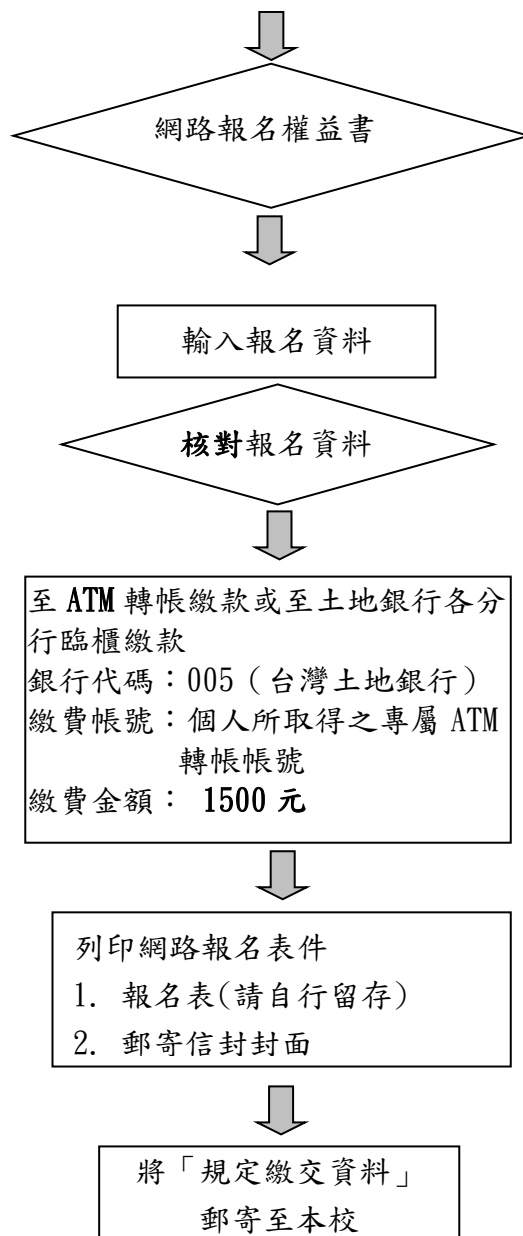 網路報名權益書
輸入報名資料
核對報名資料
至 ATM 轉帳繳款或至土地銀行各分
行臨櫃繳款
銀行代碼：005（台灣土地銀行）
繳費帳號：個人所取得之專屬 ATM
轉帳帳號
繳費金額： 1500 元
列印網路報名表件
1. 報名表(請自行留存)
2. 郵寄信封封面
將「規定繳交資料」
郵寄至本校